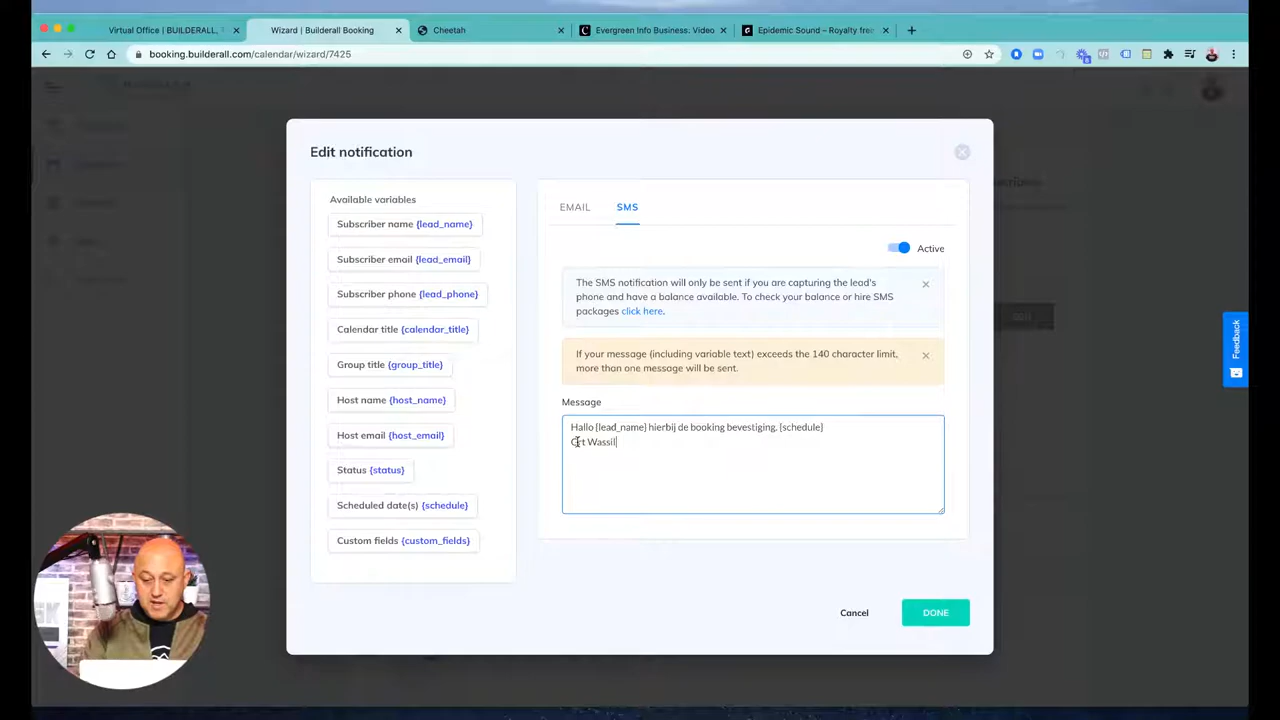 Virtual Office | BUILDERALL,
Wizard | Builderall Booking
Cheetah
Evergreen Info Business: Video
Epidemic Sound – Royalty free
booking.builderall.com/calendar/wizard/7425
Edit notification
Available variables
Subscriber name {lead_name}
Subscriber email {lead_email}
Subscriber phone {lead_phone}
Calendar title {calendar_title}
Group title {group_title}
Host name {host_name}
Host email {host_email}
Status {status}
Scheduled date(s) {schedule}
Custom fields {custom_fields}
EMAIL SMS
Active
The SMS notification will only be sent if you are capturing the lead's
phone and have a balance available. To check your balance or hire SMS
packages click here.
If your message (including variable text) exceeds the 140 character limit,
more than one message will be sent.
Message
Hallo {lead_name} hierbij de booking bevestiging. {schedule}
Wassil
Cancel DONE
Feedback